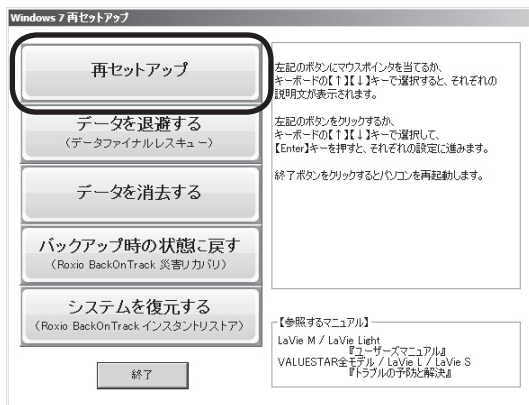 Windows 7 再セットアップ
再セットアップ
データを退避する
(データファイナルレスキュー)
データを消去する
バックアップ時の状態に戻す
(Roxio BackOnTrack 災害リカバリ)
システムを復元する
(Roxio BackOnTrack インスタントリストア)
終了
左記のボタンにマウスポインタを当てるか、
キーボードの【↑】【↓】キーで選択すると、それぞれの
説明文が表示されます。
左記のボタンをクリックするか、
キーボードの【↑】【↓】キーで選択して、
【Enter】キーを押すと、それぞれの設定に進みます。
終了ボタンをクリックするとパソコンを再起動します。
【参照するマニュアル】
LaVie M / LaVie Light
『ユーザーズマニュアル』
VALUESTAR全モデル / LaVie L / LaVie S
『トラブルの予防と解決』